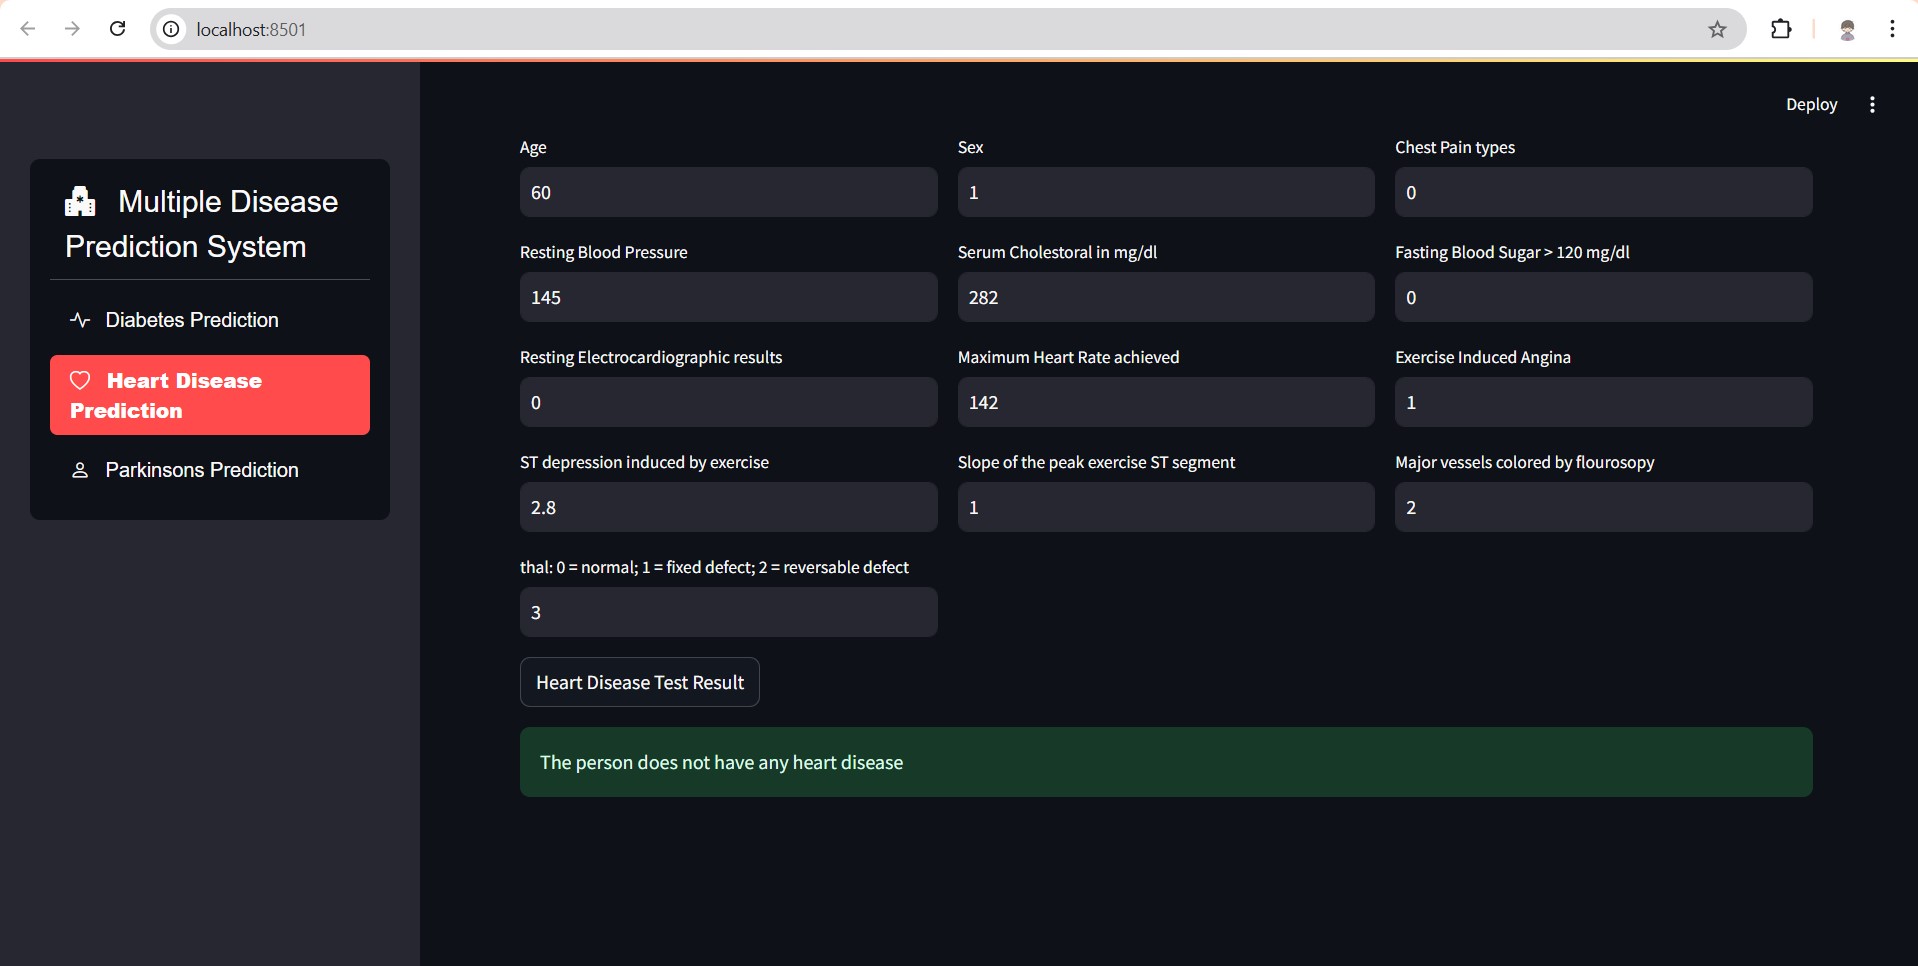 localhost:8501
Deploy
Multiple Disease
Prediction System
Diabetes Prediction
Heart Disease
Prediction
Parkinsons Prediction
Age
Sex
Chest Pain types
60
1
0
Resting Blood Pressure
Serum Cholestoral in mg/dl
Fasting Blood Sugar > 120 mg/dl
145
282
0
Resting Electrocardiographic results
Maximum Heart Rate achieved
Exercise Induced Angina
0
142
1
ST depression induced by exercise
Slope of the peak exercise ST segment
Major vessels colored by flourosopy
2.8
1
2
thal: 0 = normal; 1 = fixed defect; 2 = reversable defect
3
Heart Disease Test Result
The person does not have any heart disease